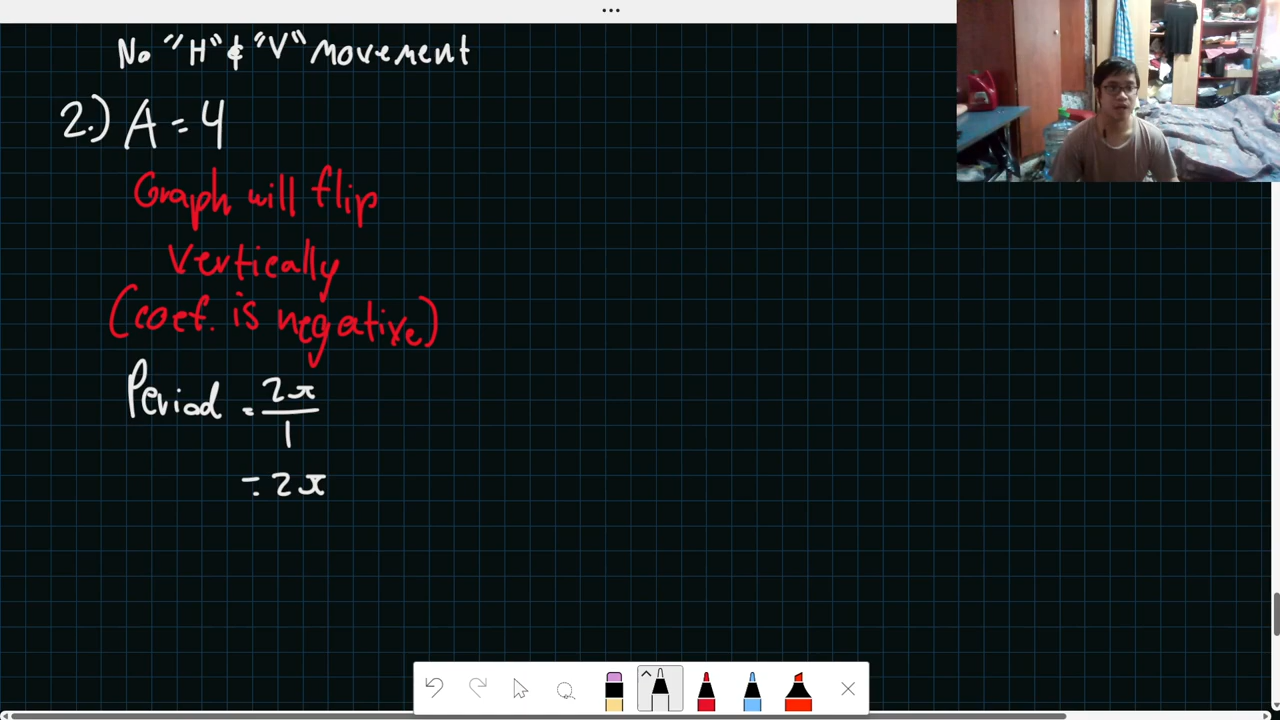 No "H" & "V" movement
2.) A = 4
Graph will flip
vertically
(coef. is negative)
Period = 2π/1
= 2π